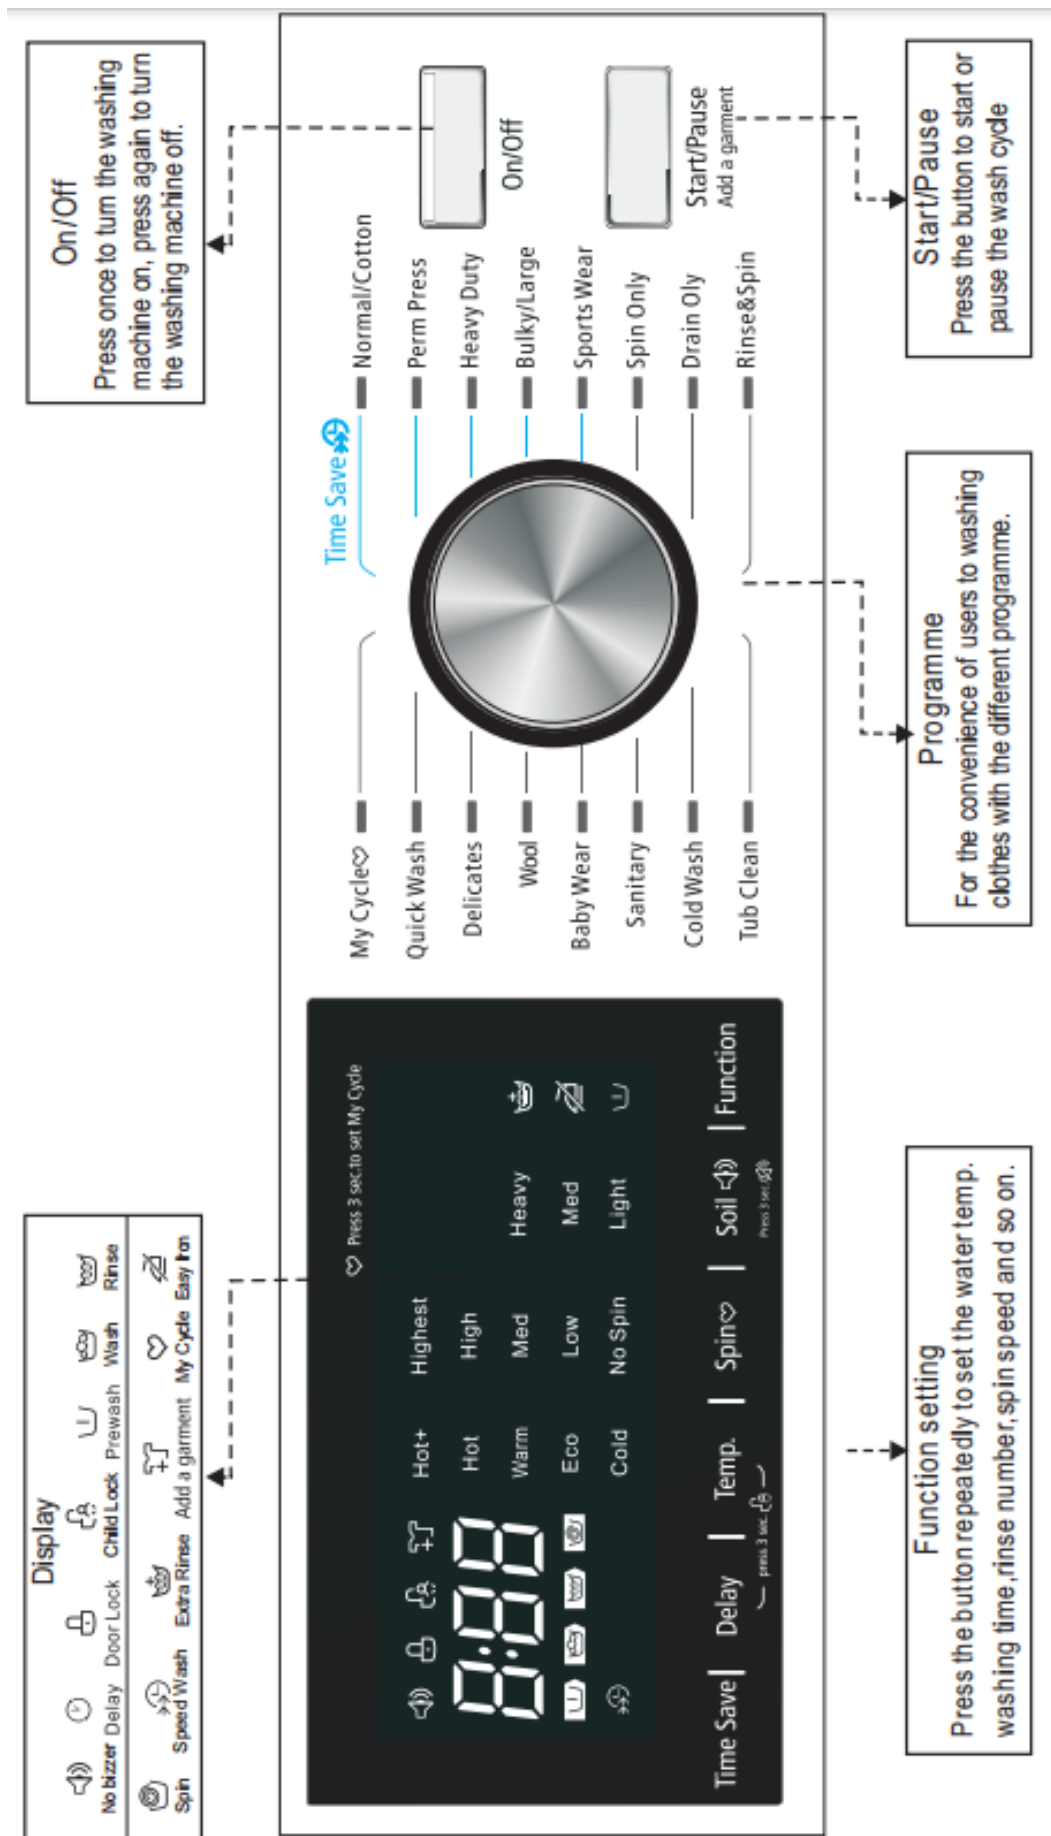 Display
No bizzer Delay Door Lock Child Lock Prewash Wash Rinse
Spin Speed Wash Extra Rinse Add a garment My Cycle Easy Iron
On/Off
Press once to turn the washing
machine on, press again to turn
the washing machine off.
♡ Press 3 sec.to set My Cycle
Hot+ Highest
8:88 Hot High
Warm Med Heavy
Eco Low Med
Cold No Spin Light
Time Save | Delay | Temp. | Spin♡ | Soil | Function
press 3 sec.
Press 3 sec.
Time Save
My Cycle♡
Quick Wash
Delicates
Wool
Baby Wear
Sanitary
Cold Wash
Tub Clean
Normal/Cotton
Perm Press
Heavy Duty
Bulky/Large
Sports Wear
Spin Only
Drain Oly
Rinse&Spin
On/Off
Start/Pause
Add a garment
Function setting
Press the button repeatedly to set the water temp.
washing time,rinse number,spin speed and so on.
Programme
For the convenience of users to washing
clothes with the different programme.
Start/Pause
Press the button to start or
pause the wash cycle